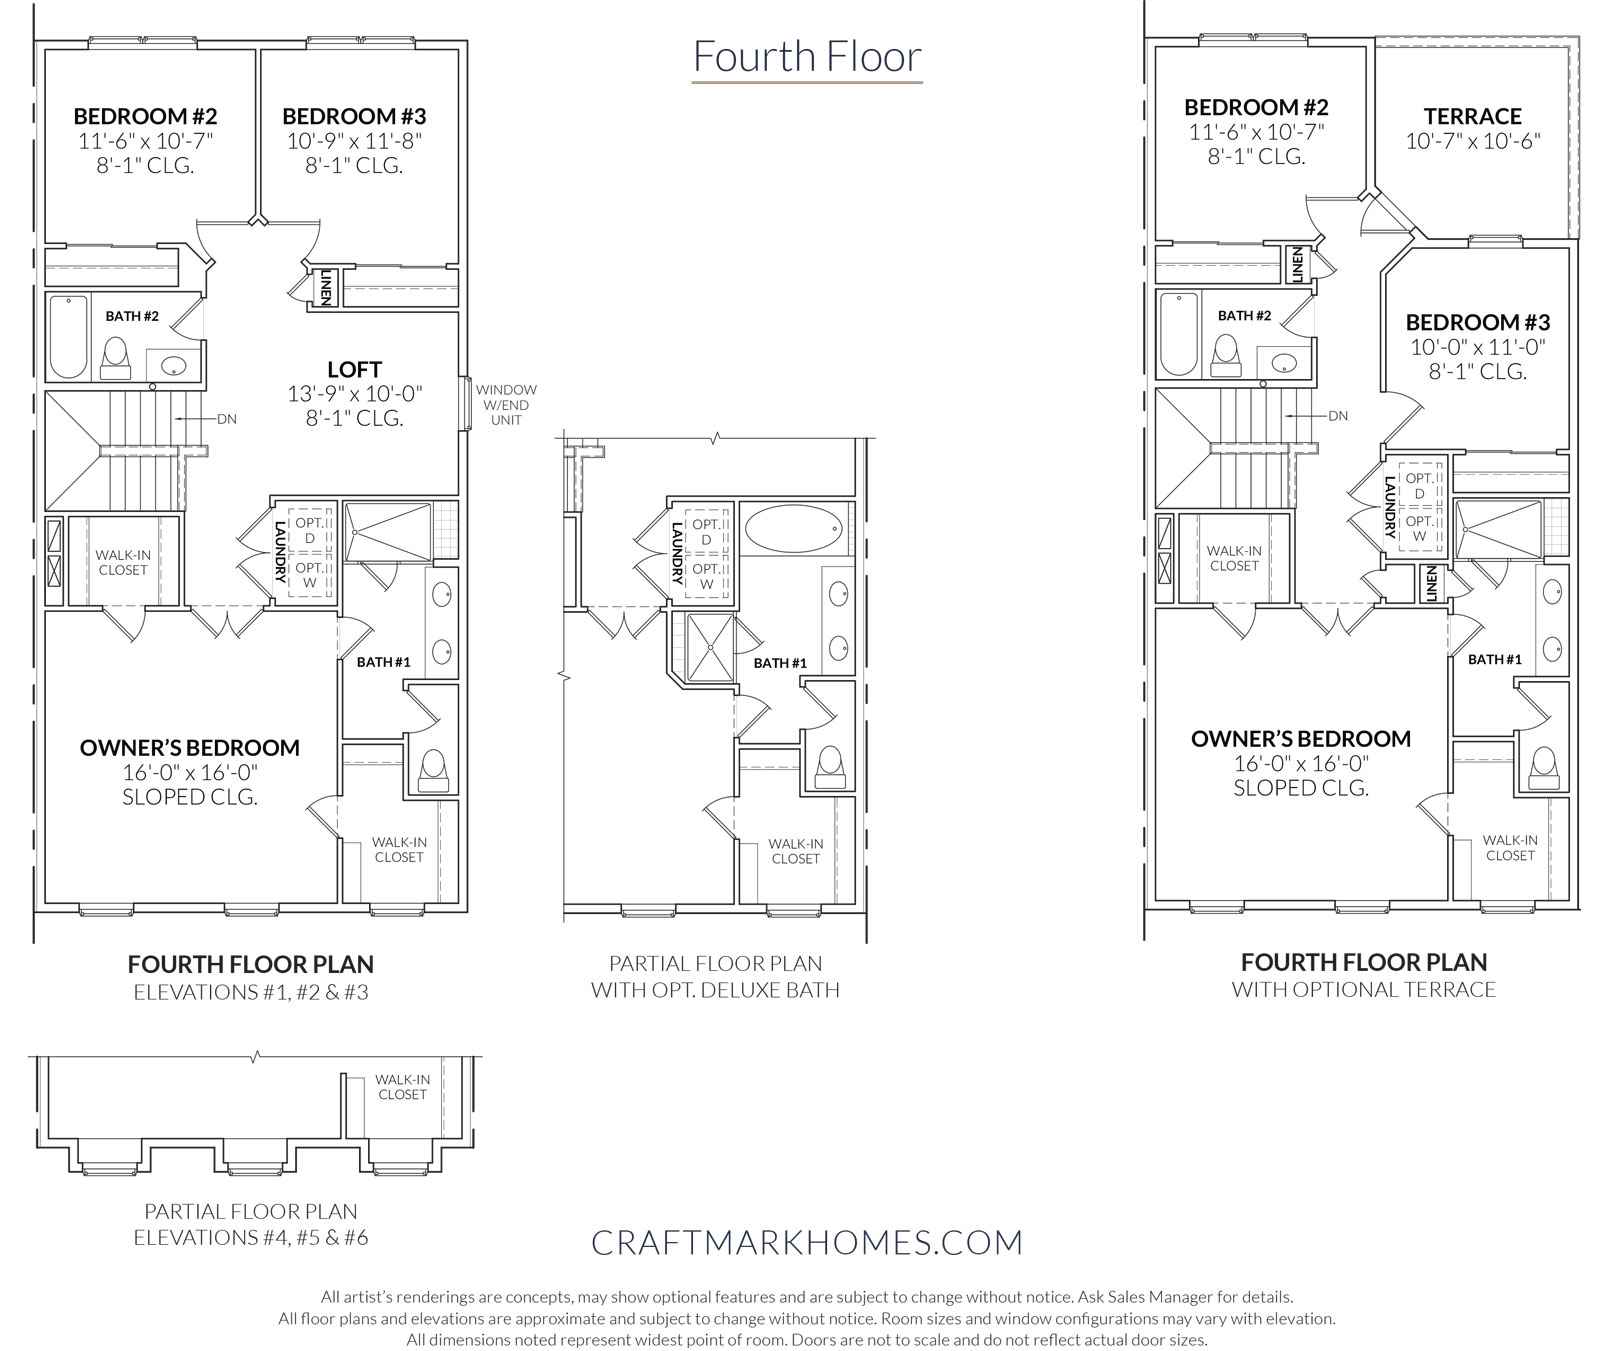 Fourth Floor
BEDROOM #2
11'-6" x 10'-7"
8'-1" CLG.
BEDROOM #3
10'-9" x 11'-8"
8'-1" CLG.
LINEN
BATH #2
LOFT
13'-9" x 10'-0"
8'-1" CLG.
WINDOW
W/END
UNIT
DN
WALK-IN
CLOSET
LAUNDRY
OPT.
D
OPT.
W
BATH #1
OWNER'S BEDROOM
16'-0" x 16'-0"
SLOPED CLG.
WALK-IN
CLOSET
FOURTH FLOOR PLAN
ELEVATIONS #1, #2 & #3
LAUNDRY
OPT.
D
OPT.
W
BATH #1
WALK-IN
CLOSET
PARTIAL FLOOR PLAN
WITH OPT. DELUXE BATH
BEDROOM #2
11'-6" x 10'-7"
8'-1" CLG.
TERRACE
10'-7" x 10'-6"
LINEN
BATH #2
BEDROOM #3
10'-0" x 11'-0"
8'-1" CLG.
DN
LAUNDRY
OPT.
D
OPT.
W
WALK-IN
CLOSET
LINEN
BATH #1
OWNER'S BEDROOM
16'-0" x 16'-0"
SLOPED CLG.
WALK-IN
CLOSET
FOURTH FLOOR PLAN
WITH OPTIONAL TERRACE
WALK-IN
CLOSET
PARTIAL FLOOR PLAN
ELEVATIONS #4, #5 & #6
CRAFTMARKHOMES.COM
All artist's renderings are concepts, may show optional features and are subject to change without notice. Ask Sales Manager for details.
All floor plans and elevations are approximate and subject to change without notice. Room sizes and window configurations may vary with elevation.
All dimensions noted represent widest point of room. Doors are not to scale and do not reflect actual door sizes.